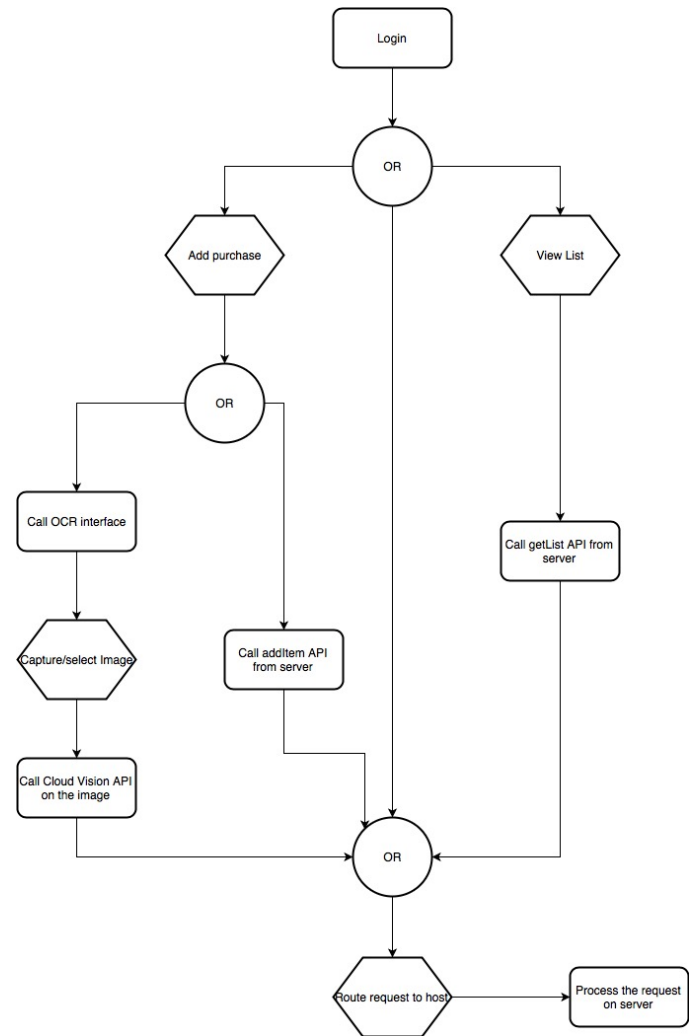 Login
OR
Add purchase
View List
OR
Call OCR interface
Call getList API from
server
Capture/select Image
Call addItem API
from server
Call Cloud Vision API
on the image
OR
Route request to host
Process the request
on server